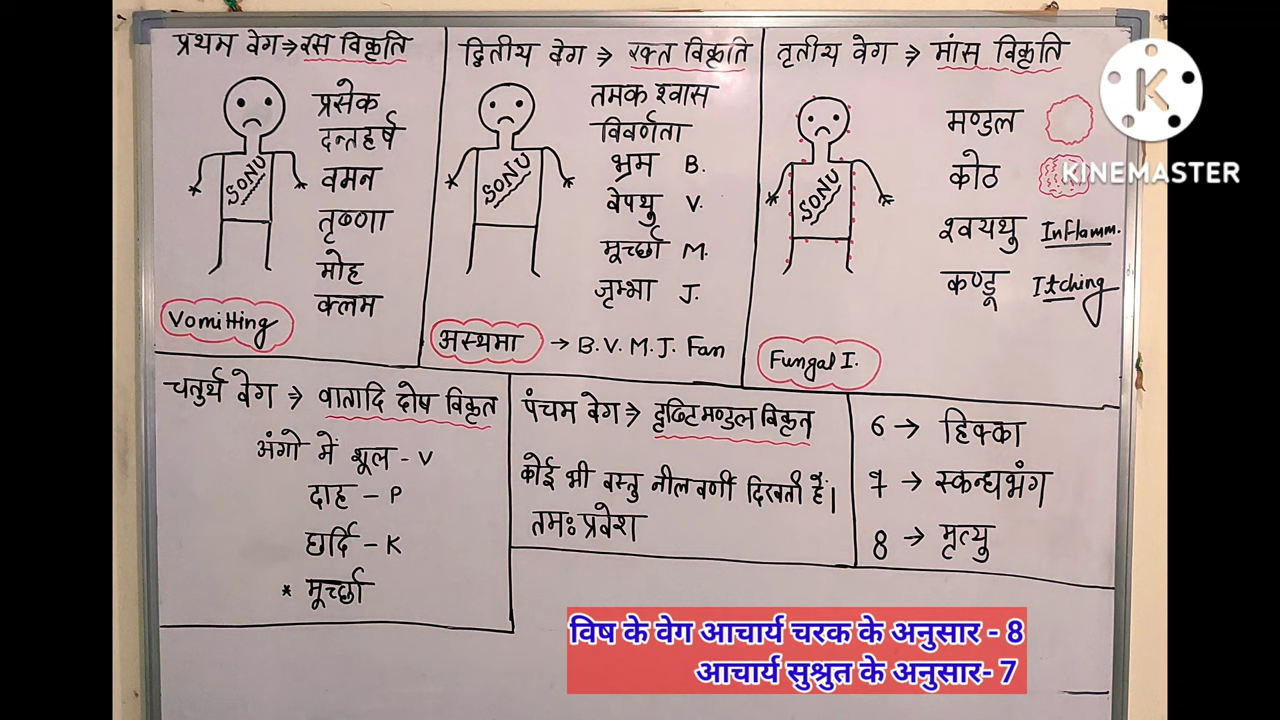 प्रथम वेग → रस विकृति
SONU
प्रसेक
दन्तहर्ष
वमन
तृष्णा
मोह
क्लम
Vomitting
द्वितीय वेग → रक्त विकृति
SONU
तमक श्वास
विवर्णता
भ्रम B.
वेपथु V.
मूर्च्छा M.
जृम्भा J.
अस्थमा → B.V.M.J. Fan
तृतीय वेग → मांस विकृति
SONU
मण्डल
कोठ
श्वयथु Inflamm.
कण्डू Itching
Fungal I.
K
KINEMASTER
चतुर्थ वेग → वातादि दोष विकृत
अंगो में शूल - V
दाह - P
छर्दि - K
* मूर्च्छा
पंचम वेग → दृष्टिमण्डल विकृत
कोई भी वस्तु नील वर्णी दिखती है।
तमः प्रवेश
6 → हिक्का
7 → स्कन्धभंग
8 → मृत्यु
विष के वेग आचार्य चरक के अनुसार - 8
आचार्य सुश्रुत के अनुसार- 7